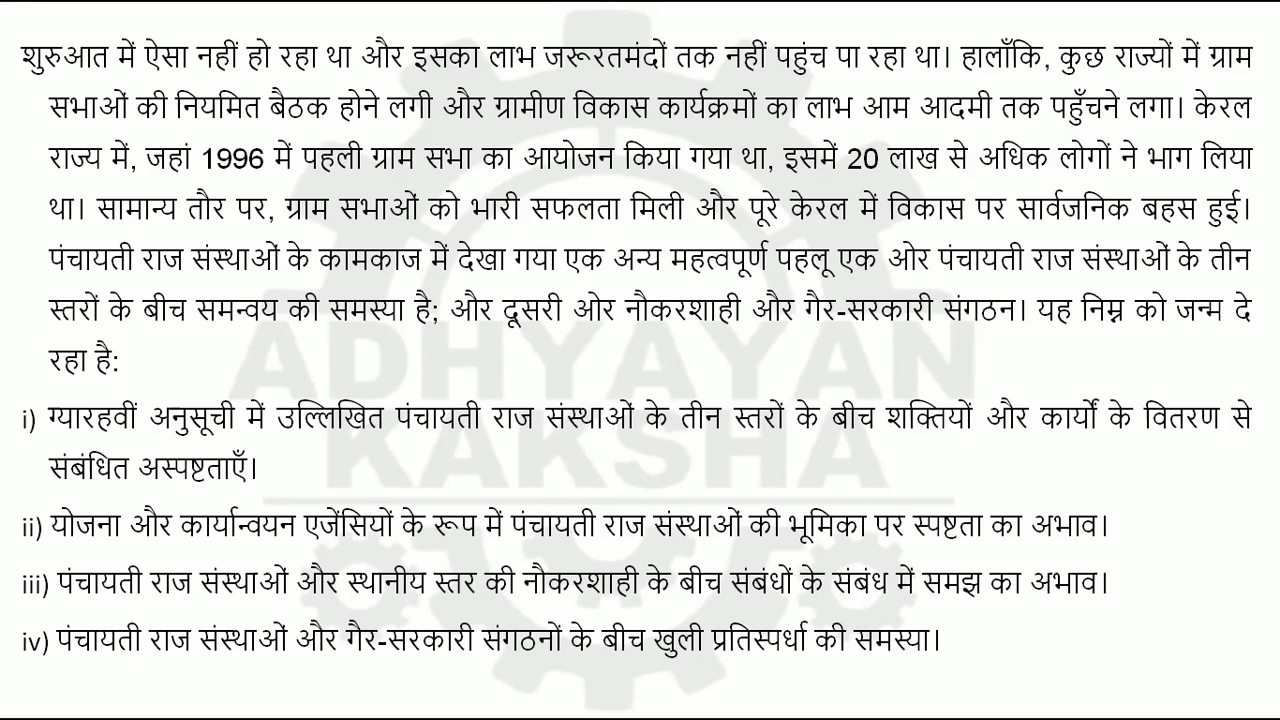 शुरुआत में ऐसा नहीं हो रहा था और इसका लाभ जरूरतमंदों तक नहीं पहुंच पा रहा था। हालाँकि, कुछ राज्यों में ग्राम
सभाओं की नियमित बैठक होने लगी और ग्रामीण विकास कार्यक्रमों का लाभ आम आदमी तक पहुँचने लगा। केरल
राज्य में, जहां 1996 में पहली ग्राम सभा का आयोजन किया गया था, इसमें 20 लाख से अधिक लोगों ने भाग लिया
था। सामान्य तौर पर, ग्राम सभाओं को भारी सफलता मिली और पूरे केरल में विकास पर सार्वजनिक बहस हुई।
पंचायती राज संस्थाओं के कामकाज में देखा गया एक अन्य महत्वपूर्ण पहलू एक ओर पंचायती राज संस्थाओं के तीन
स्तरों के बीच समन्वय की समस्या है; और दूसरी ओर नौकरशाही और गैर-सरकारी संगठन। यह निम्न को जन्म दे
रहा है:
i) ग्यारहवीं अनुसूची में उल्लिखित पंचायती राज संस्थाओं के तीन स्तरों के बीच शक्तियों और कार्यों के वितरण से
संबंधित अस्पष्टताएँ।
ii) योजना और कार्यान्वयन एजेंसियों के रूप में पंचायती राज संस्थाओं की भूमिका पर स्पष्टता का अभाव।
iii) पंचायती राज संस्थाओं और स्थानीय स्तर की नौकरशाही के बीच संबंधों के संबंध में समझ का अभाव।
iv) पंचायती राज संस्थाओं और गैर-सरकारी संगठनों के बीच खुली प्रतिस्पर्धा की समस्या।
ADHYAYAN
KAKSHA